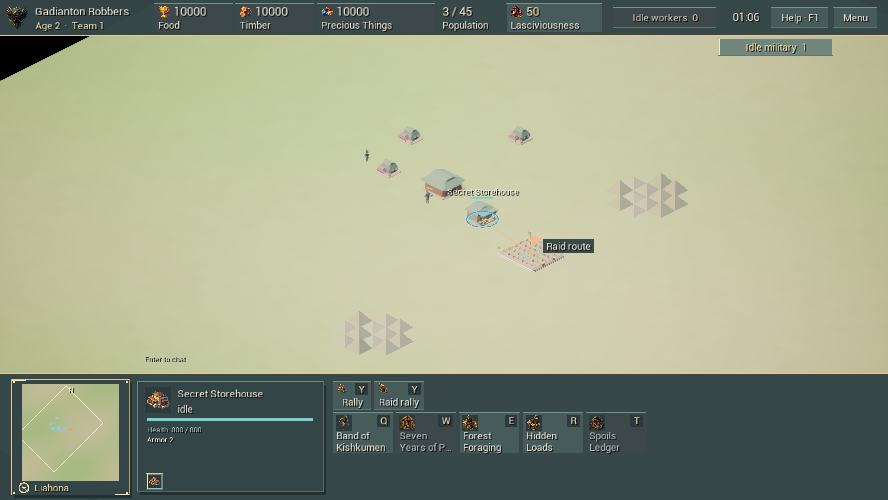 Gadianton Robbers
Age 2 · Team 1
10000
Food
10000
Timber
10000
Precious Things
3 / 45
Population
50
Lasciviousness
Idle workers 0
01:06
Help · F1
Menu
Idle military 1
Secret Storehouse
Raid route
Enter to chat
Liahona
Secret Storehouse
idle
Armor 2
Y
Rally
Y
Raid rally
Q
Band of
Kishkumen
W
Seven
Years of P...
E
Forest
Foraging
R
Hidden
Loads
T
Spoils
Ledger